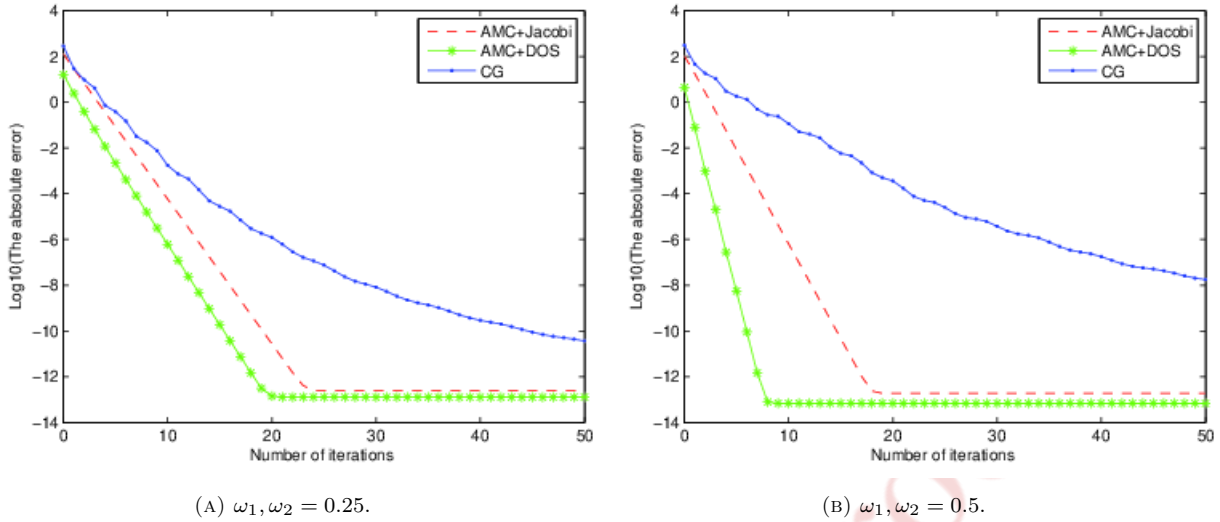 4
2
0
−2
−4
−6
−8
−10
−12
−14
Log10(The absolute error)
0 10 20 30 40 50
Number of iterations
AMC+Jacobi
AMC+DOS
CG
(A) ω₁, ω₂ = 0.25.
4
2
0
−2
−4
−6
−8
−10
−12
−14
Log10(The absolute error)
0 10 20 30 40 50
Number of iterations
AMC+Jacobi
AMC+DOS
CG
(B) ω₁, ω₂ = 0.5.